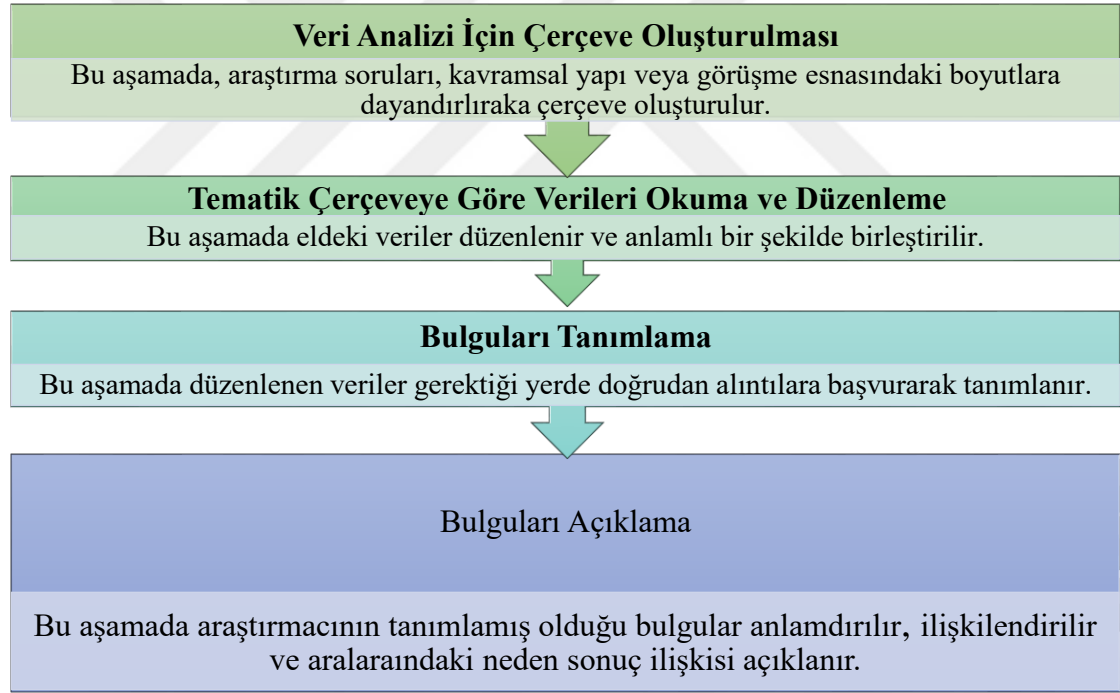 Veri Analizi İçin Çerçeve Oluşturulması
Bu aşamada, araştırma soruları, kavramsal yapı veya görüşme esnasındaki boyutlara
dayandırlıraka çerçeve oluşturulur.
Tematik Çerçeveye Göre Verileri Okuma ve Düzenleme
Bu aşamada eldeki veriler düzenlenir ve anlamlı bir şekilde birleştirilir.
Bulguları Tanımlama
Bu aşamada düzenlenen veriler gerektiği yerde doğrudan alıntılara başvurarak tanımlanır.
Bulguları Açıklama
Bu aşamada araştırmacının tanımlamış olduğu bulgular anlamdırılır, ilişkilendirilir
ve aralaraındaki neden sonuç ilişkisi açıklanır.